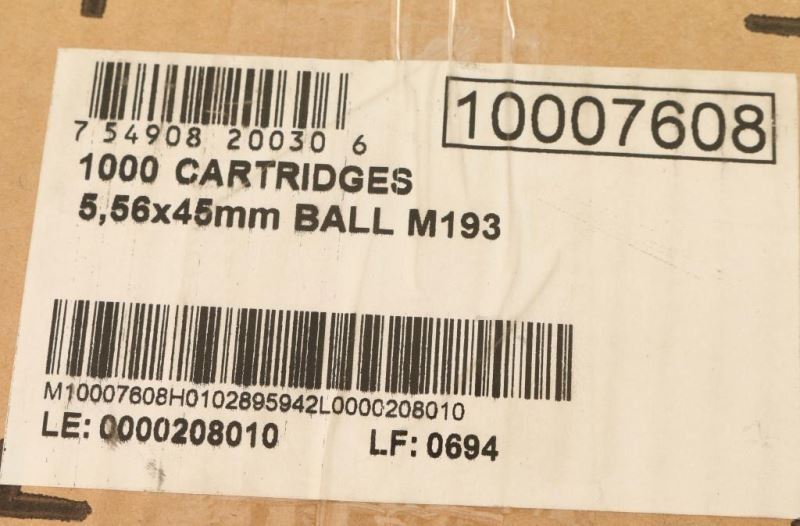 7 54908 20030 6
10007608
1000 CARTRIDGES
5,56x45mm BALL M193
M10007608H0102895942L0000208010
LE: 0000208010 LF: 0694